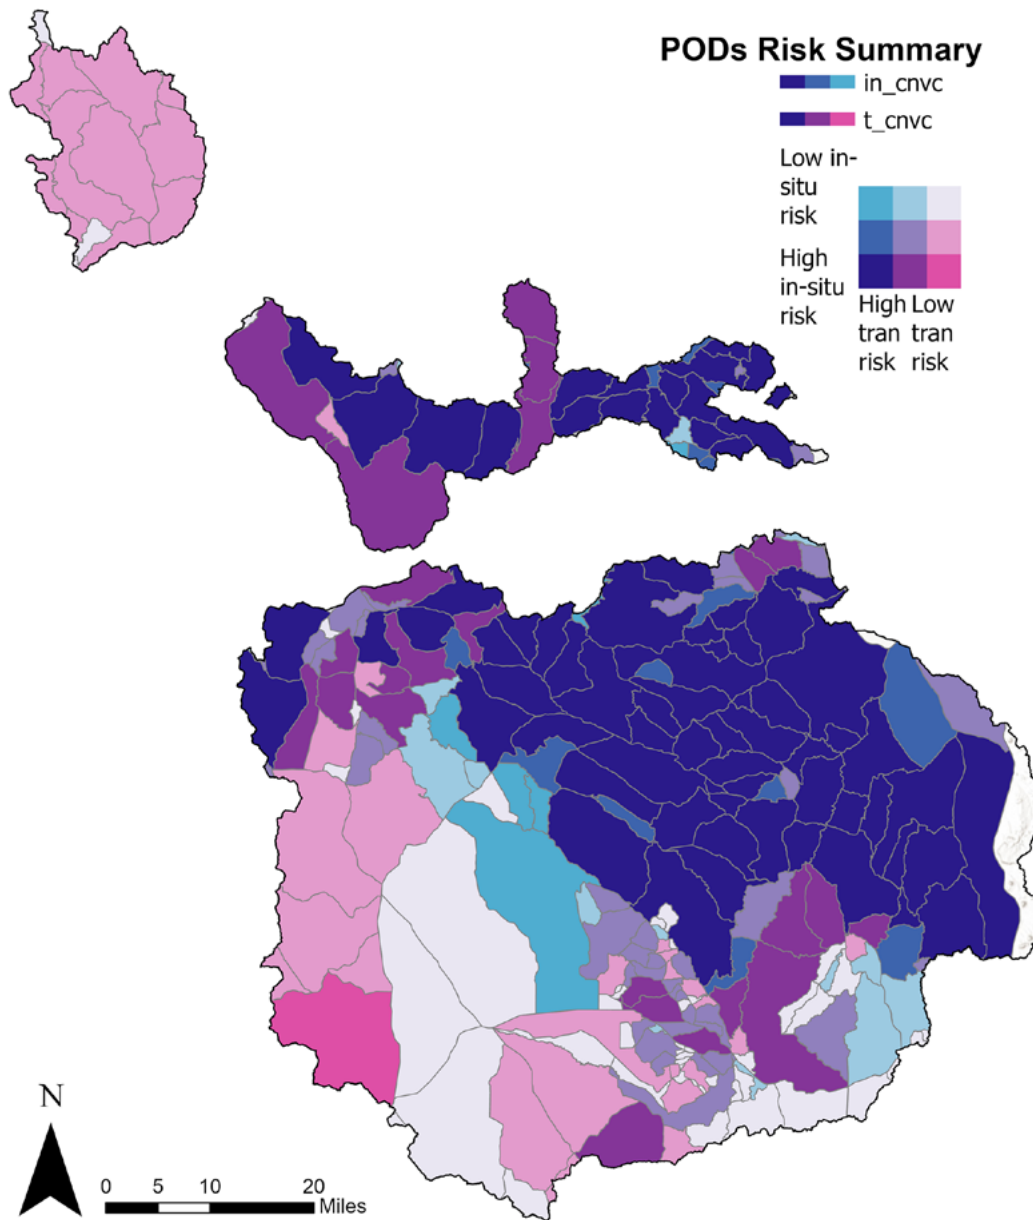 PODs Risk Summary
in_cnvc
t_cnvc
Low in-
situ
risk
High
in-situ
risk
High Low
tran tran
risk risk
N
0 5 10 20
Miles